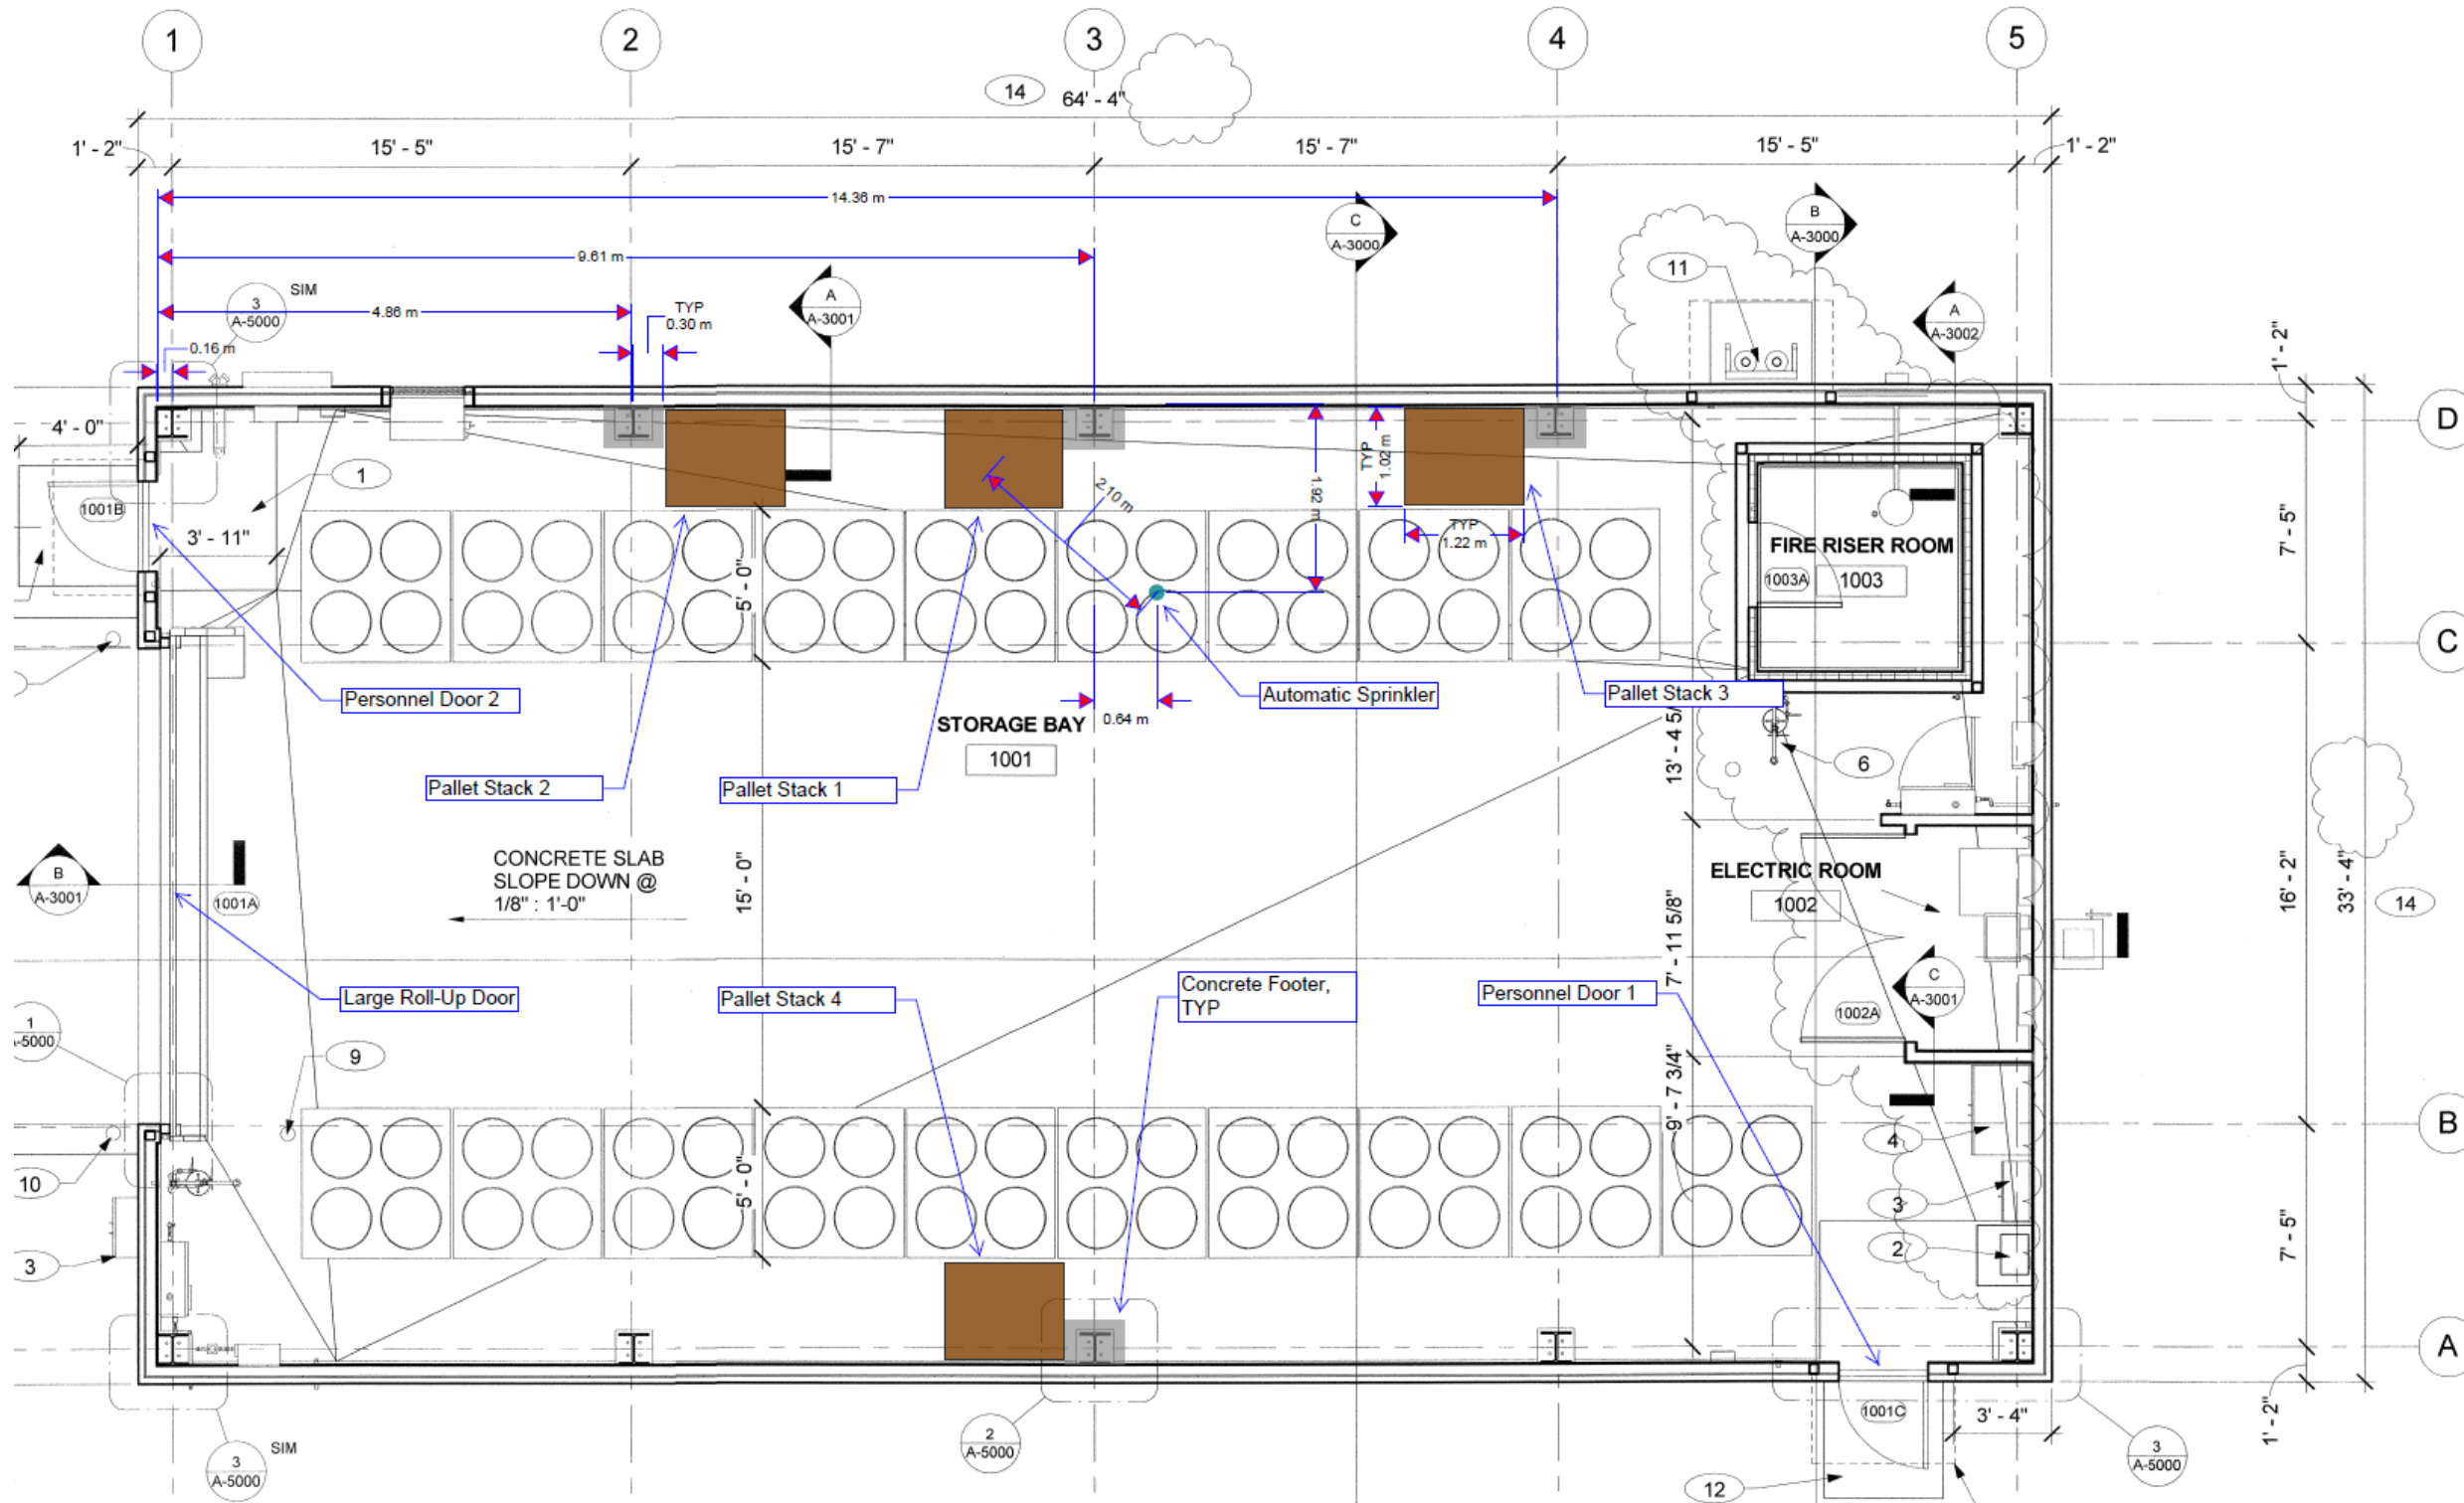 1
2
3
4
5
14
64' - 4"
1' - 2"
15' - 5"
15' - 7"
15' - 7"
15' - 5"
1' - 2"
14.36 m
C
A-3000
B
A-3000
9.61 m
11
3
A-5000
SIM
4.86 m
TYP
0.30 m
A
A-3001
A
A-3002
0.16 m
1' - 2"
4' - 0"
D
1
1001B
3' - 11"
2.10 m
1.92 m
TYP
1.02 m
TYP
1.22 m
FIRE RISER ROOM
1003A
1003
7' - 5"
5' - 0"
C
Personnel Door 2
Automatic Sprinkler
Pallet Stack 3
0.64 m
STORAGE BAY
1001
13' - 4 5/
6
Pallet Stack 2
Pallet Stack 1
CONCRETE SLAB
SLOPE DOWN @
1/8" : 1'-0"
15' - 0"
B
A-3001
1001A
ELECTRIC ROOM
1002
7' - 11 5/8"
16' - 2"
33' - 4"
14
Large Roll-Up Door
Pallet Stack 4
Concrete Footer,
TYP
Personnel Door 1
C
A-3001
1002A
1
-5000
9
9' - 7 3/4"
4
B
10
5' - 0"
3
2
7' - 5"
3
A
1001C
3' - 4"
1' - 2"
2
A-5000
3
A-5000
SIM
3
A-5000
12